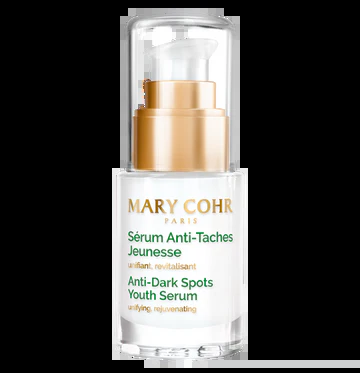 MARY COHR
PARIS
Sérum Anti-Taches
Jeunesse
unifiant, revitalisant
Anti-Dark Spots
Youth Serum
unifying, rejuvenating